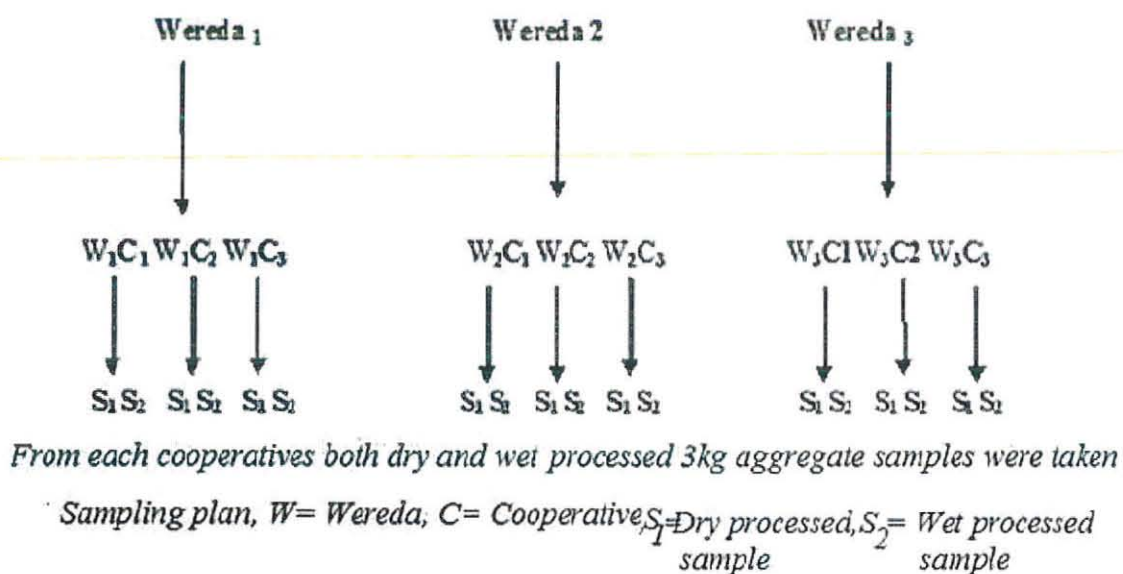 Wereda 1 Wereda 2 Wereda 3
W₁C₁ W₁C₂ W₁C₃ W₂C₁ W₂C₂ W₂C₃ W₃C1 W₃C2 W₃C₃
S₁ S₂ S₁ S₂ S₁ S₂ S₁ S₂ S₁ S₂ S₁ S₂ S₁ S₂ S₁ S₂ S₁ S₂
From each cooperatives both dry and wet processed 3kg aggregate samples were taken
Sampling plan, W= Wereda, C= Cooperative, S₁=Dry processed, S₂= Wet processed
sample sample